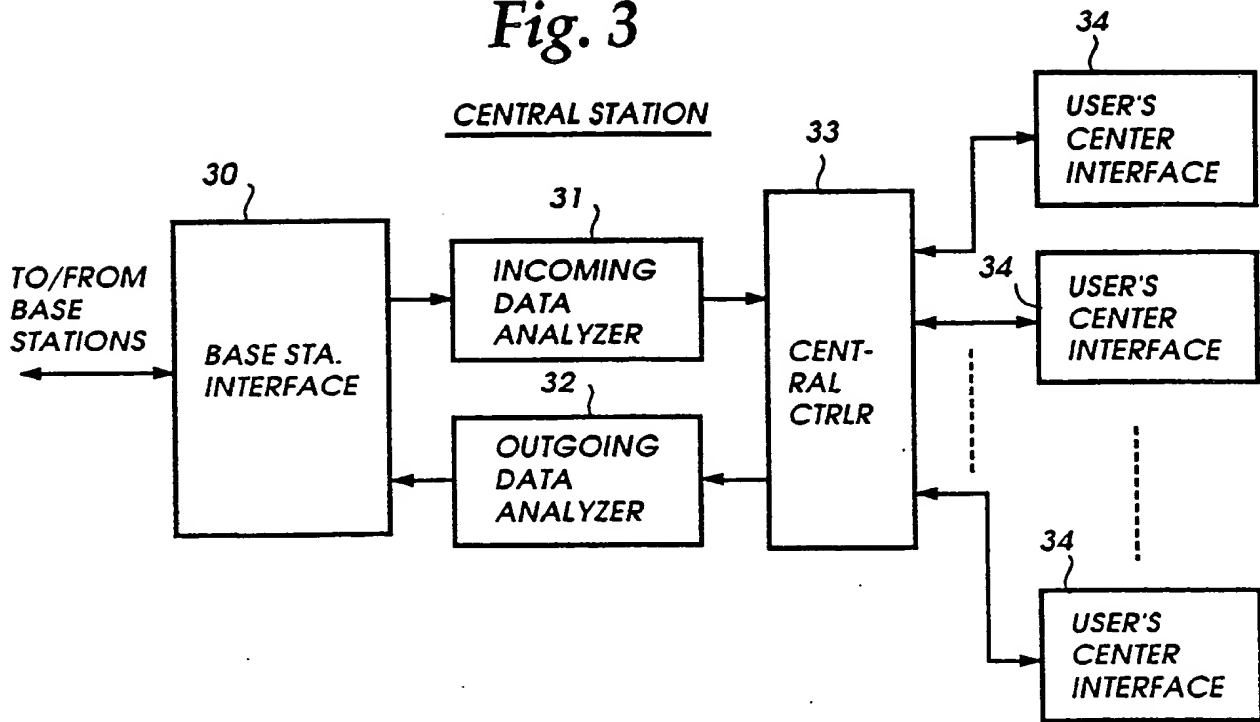 Fig. 3
CENTRAL STATION
TO/FROM
BASE
STATIONS
30
BASE STA.
INTERFACE
31
INCOMING
DATA
ANALYZER
32
OUTGOING
DATA
ANALYZER
33
CENT-
RAL
CTRLR
34
USER'S
CENTER
INTERFACE
34
USER'S
CENTER
INTERFACE
34
USER'S
CENTER
INTERFACE